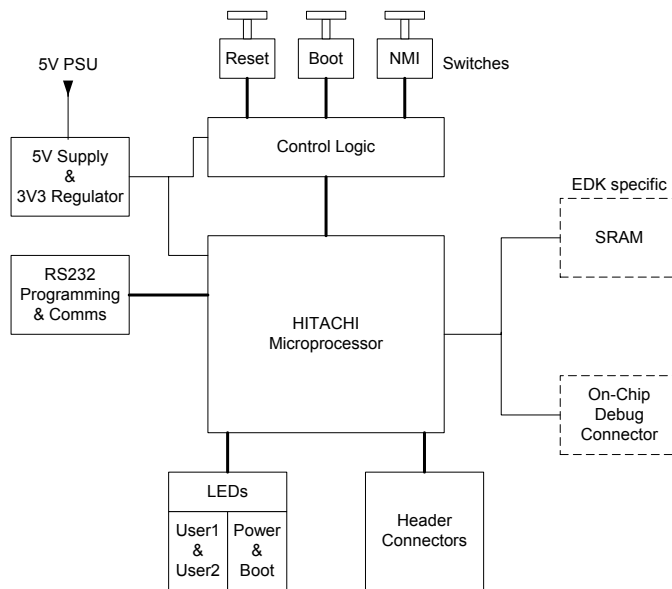 Reset
Boot
NMI
Switches
5V PSU
Control Logic
5V Supply
&
3V3 Regulator
EDK specific
SRAM
RS232
Programming
& Comms
HITACHI
Microprocessor
On-Chip
Debug
Connector
LEDs
User1
&
User2
Power
&
Boot
Header
Connectors